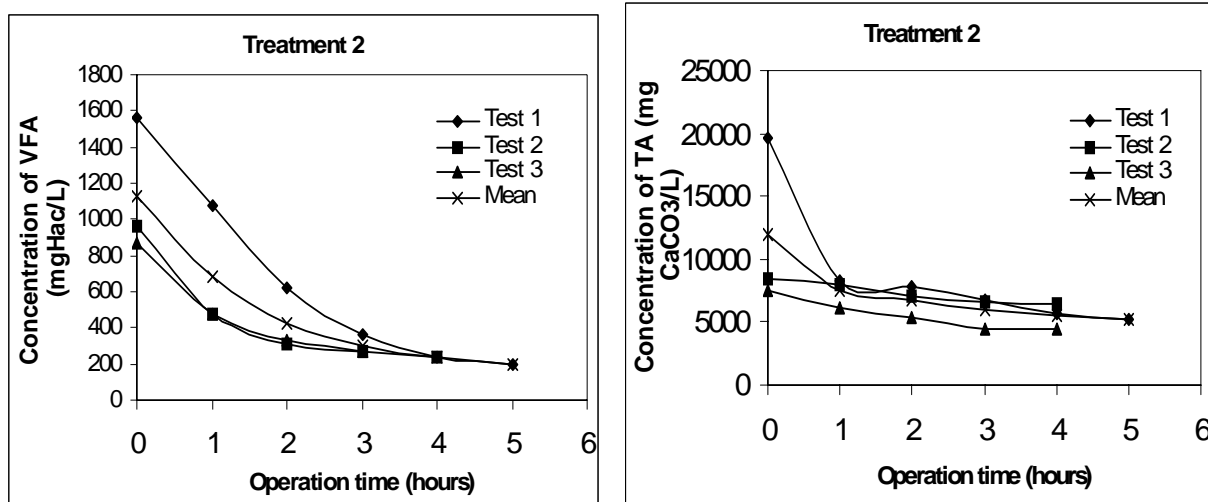 Treatment 2
Concentration of VFA
(mgHac/L)
1800
1600
1400
1200
1000
800
600
400
200
0
Test 1
Test 2
Test 3
Mean
0 1 2 3 4 5 6
Operation time (hours)
Treatment 2
Concentration of TA (mg
CaCO3/L)
25000
20000
15000
10000
5000
0
Test 1
Test 2
Test 3
Mean
0 1 2 3 4 5 6
Operation time (hours)